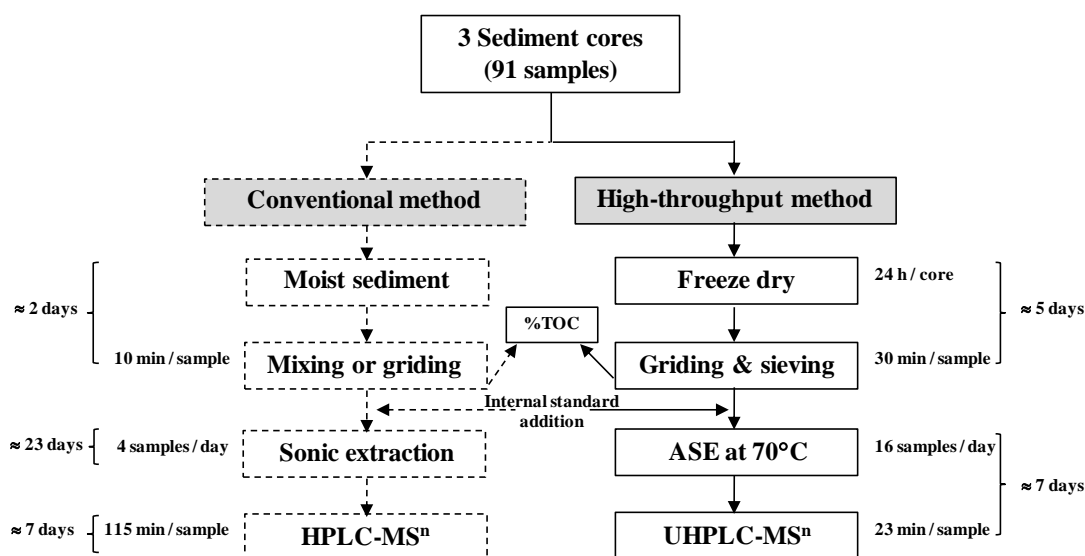 3 Sediment cores
(91 samples)
Conventional method
High-throughput method
Moist sediment
Freeze dry
24 h / core
≈ 2 days
%TOC
≈ 5 days
10 min / sample
Mixing or griding
Griding & sieving
30 min / sample
Internal standard
addition
≈ 23 days
4 samples / day
Sonic extraction
ASE at 70°C
16 samples / day
≈ 7 days
≈ 7 days
115 min / sample
HPLC-MSⁿ
UHPLC-MSⁿ
23 min / sample